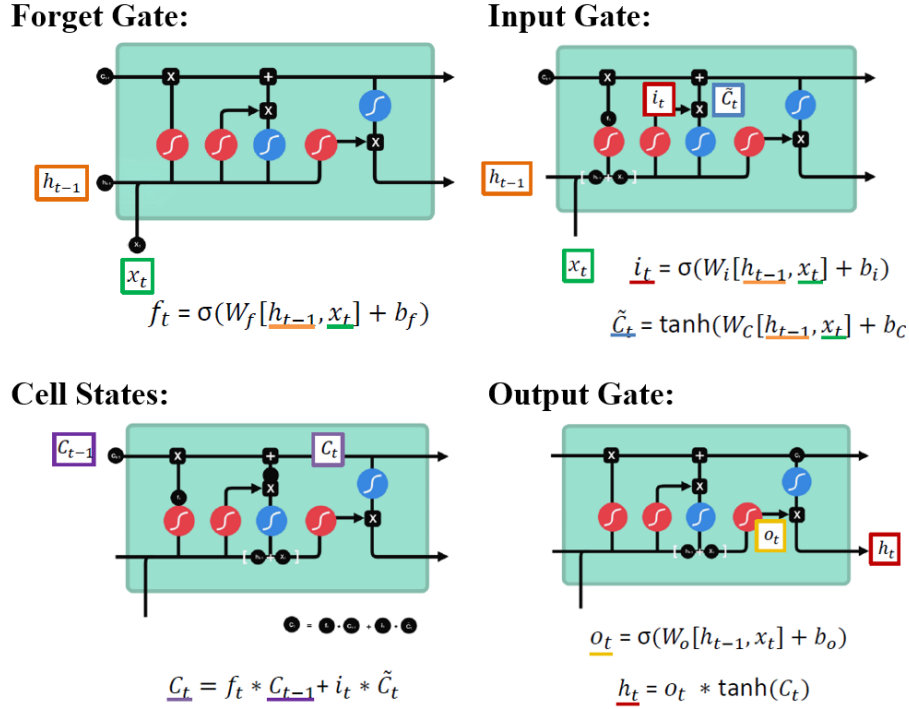 Forget Gate:
X
+
X
X
h_{t−1}
x_t
f_t = σ(W_f[h_{t−1}, x_t] + b_f)
Input Gate:
X
+
i_t
X
C̃_t
X
h_{t−1}
[ + ]
x_t
i_t = σ(W_i[h_{t−1}, x_t] + b_i)
C̃_t = tanh(W_C[h_{t−1}, x_t] + b_C
Cell States:
C_{t−1}
X
+
C_t
X
X
[ + ]
C_t = f_t * C_{t−1} + i_t * C̃_t
Output Gate:
X
+
X
X
o_t
[ + ]
h_t
o_t = σ(W_o[h_{t−1}, x_t] + b_o)
h_t = o_t * tanh(C_t)